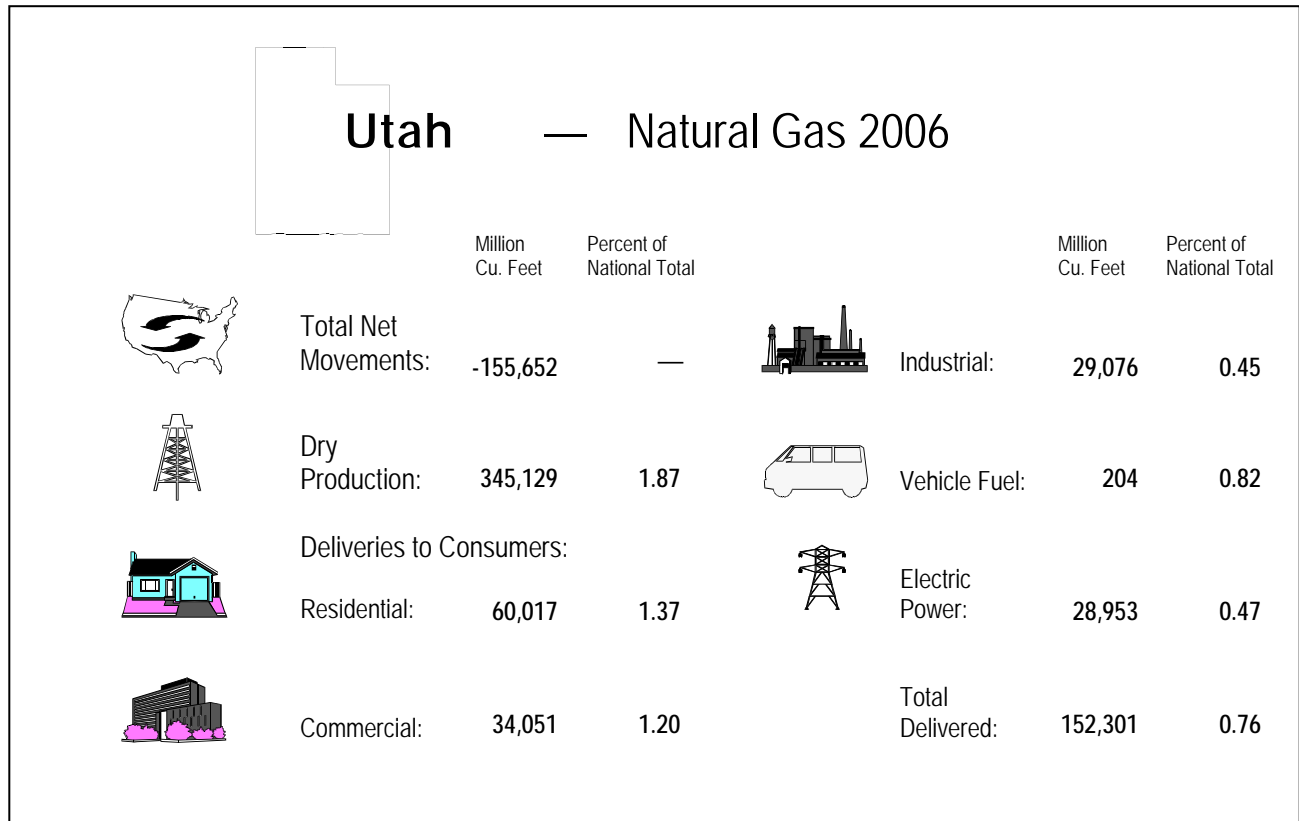 Utah — Natural Gas 2006
Million Percent of
Cu. Feet National Total
Million Percent of
Cu. Feet National Total
Total Net
Movements: -155,652 —
Industrial: 29,076 0.45
Dry
Production: 345,129 1.87
Vehicle Fuel: 204 0.82
Deliveries to Consumers:
Residential: 60,017 1.37
Electric
Power: 28,953 0.47
Commercial: 34,051 1.20
Total
Delivered: 152,301 0.76